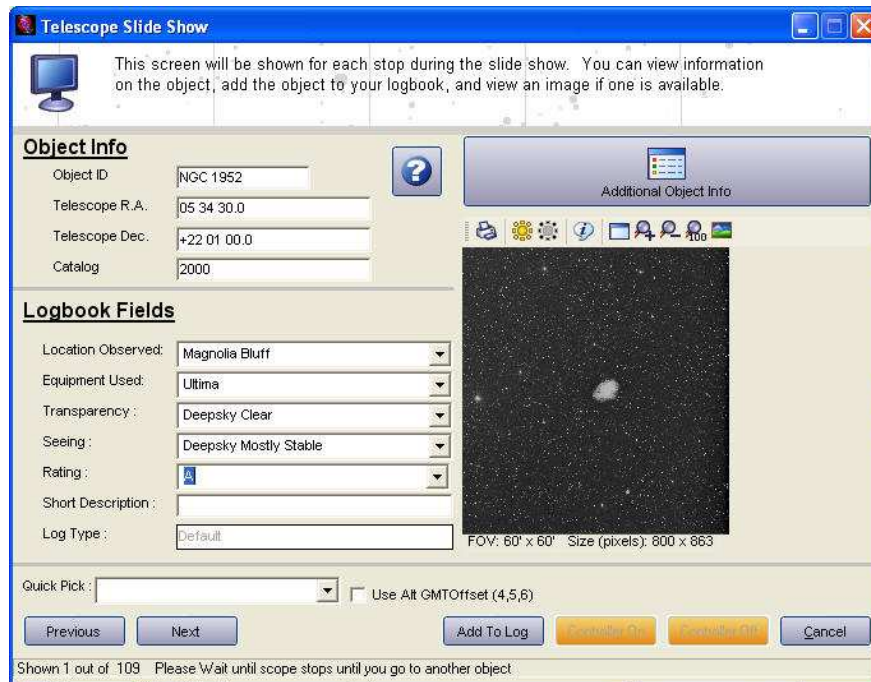 Telescope Slide Show
This screen will be shown for each stop during the slide show. You can view information
on the object, add the object to your logbook, and view an image if one is available.
Object Info
Object ID NGC 1952
Telescope R.A. 05 34 30.0
Telescope Dec. +22 01 00.0
Catalog 2000
?
Additional Object Info
100
Logbook Fields
Location Observed: Magnolia Bluff
Equipment Used: Ultima
Transparency : Deepsky Clear
Seeing : Deepsky Mostly Stable
Rating : A
Short Description :
Log Type : Default
FOV: 60' x 60' Size (pixels): 800 x 863
Quick Pick : Use Alt GMTOffset (4,5,6)
Previous Next Add To Log Controller On Controller Off Cancel
Shown 1 out of 109 Please Wait until scope stops until you go to another object